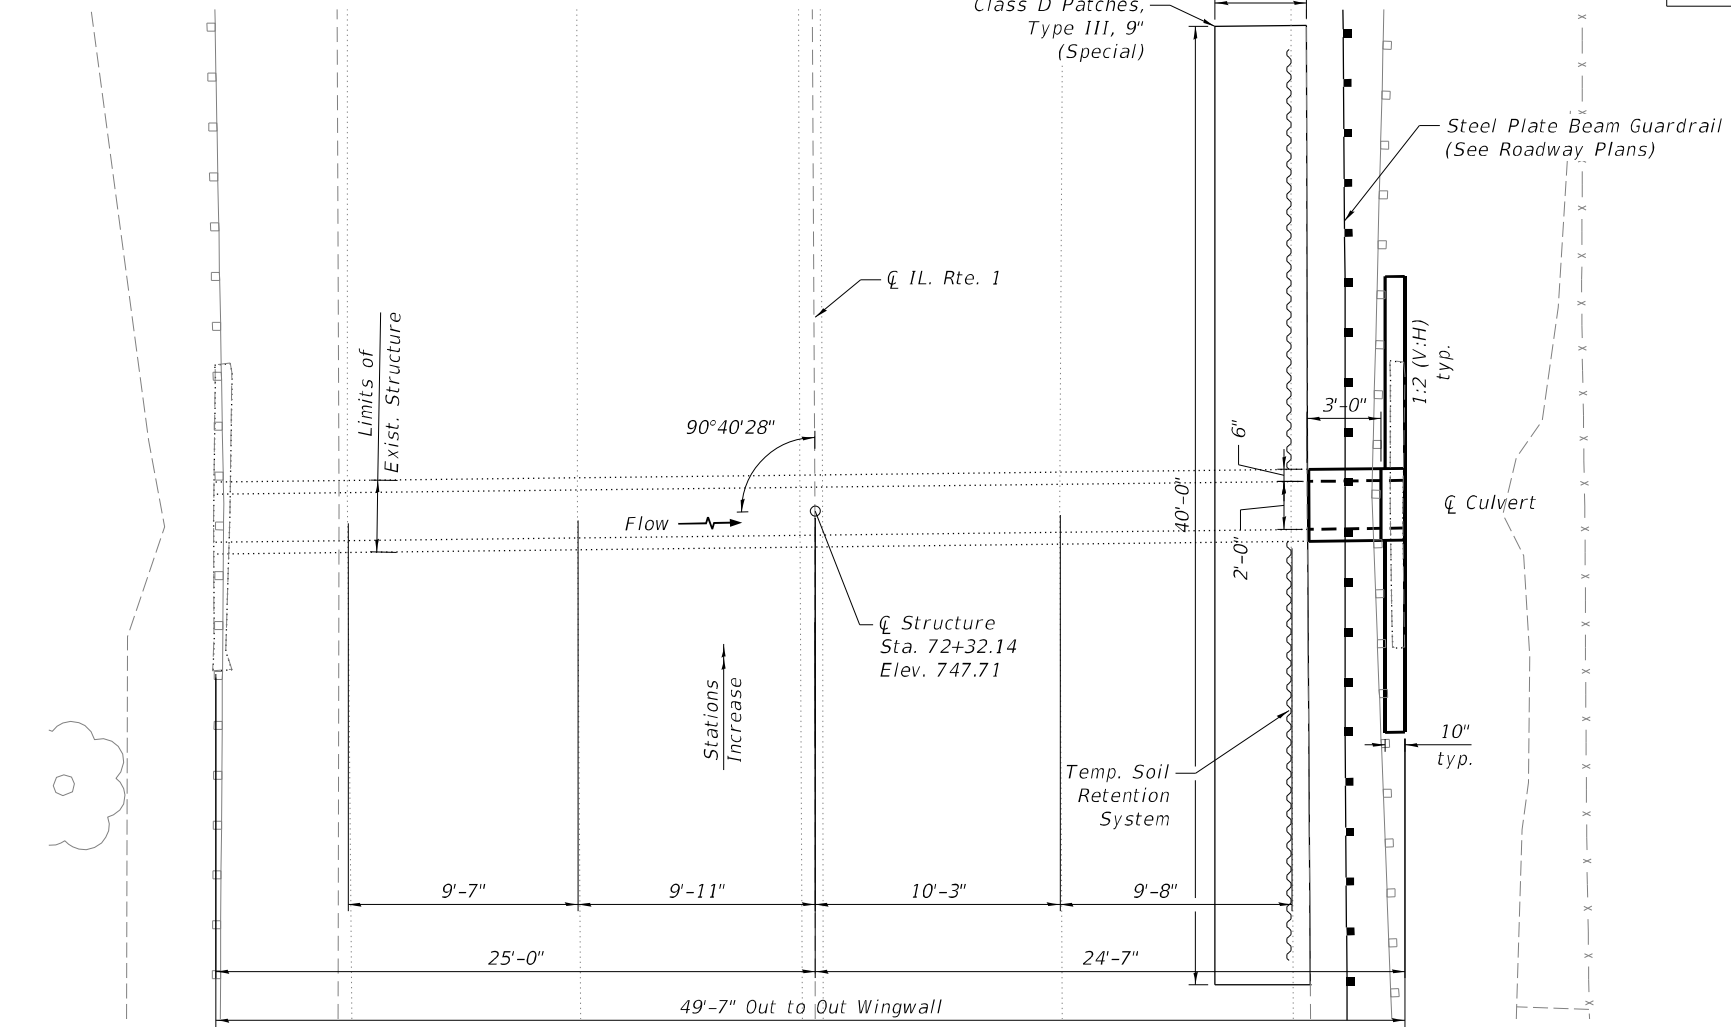 Class D Patches,
Type III, 9"
(Special)
Steel Plate Beam Guardrail
(See Roadway Plans)
℄ IL. Rte. 1
Limits of
Exist. Structure
1:2 (V:H)
typ.
3'-0"
90°40'28"
6"
40'-0"
℄ Culvert
Flow
2'-0"
℄ Structure
Sta. 72+32.14
Elev. 747.71
Stations
Increase
10"
typ.
Temp. Soil
Retention
System
9'-7"
9'-11"
10'-3"
9'-8"
25'-0"
24'-7"
49'-7" Out to Out Wingwall